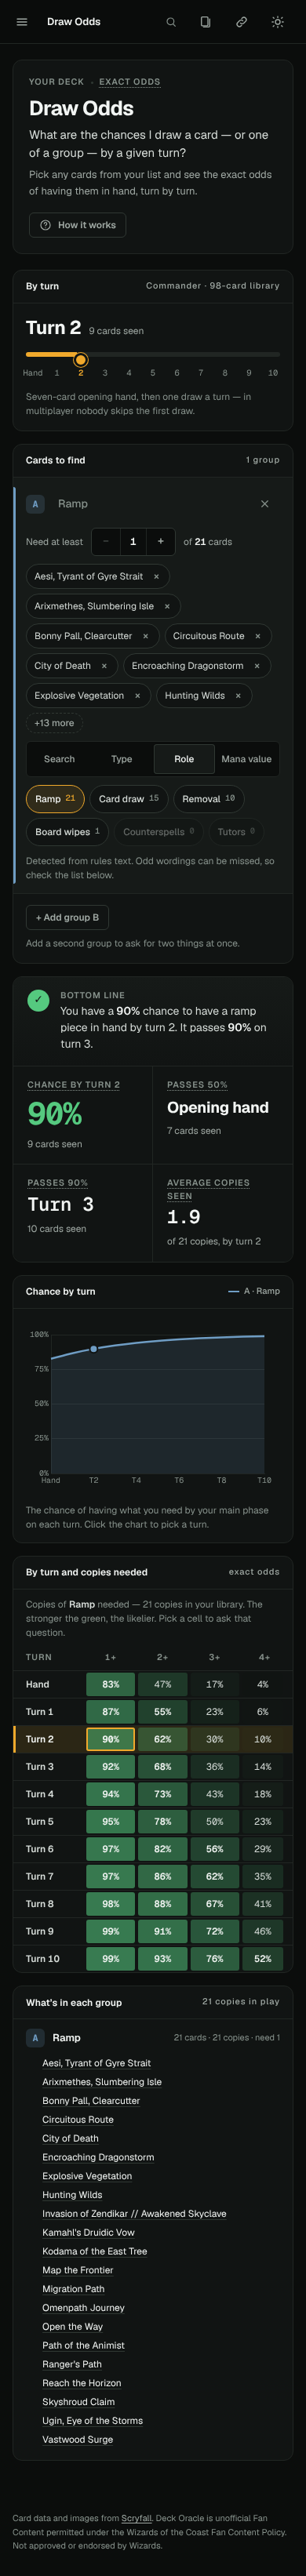 Draw Odds
YOUR DECK · EXACT ODDS
Draw Odds
What are the chances I draw a card — or one
of a group — by a given turn?
Pick any cards from your list and see the exact odds
of having them in hand, turn by turn.
How it works
By turn
Commander · 98-card library
Turn 2 9 cards seen
Hand 1 2 3 4 5 6 7 8 9 10
Seven-card opening hand, then one draw a turn — in
multiplayer nobody skips the first draw.
Cards to find
1 group
A Ramp ×
Need at least − 1 + of 21 cards
Aesi, Tyrant of Gyre Strait ×
Arixmethes, Slumbering Isle ×
Bonny Pall, Clearcutter × Circuitous Route ×
City of Death × Encroaching Dragonstorm ×
Explosive Vegetation × Hunting Wilds ×
+13 more
Search Type Role Mana value
Ramp 21 Card draw 15 Removal 10
Board wipes 1 Counterspells 0 Tutors 0
Detected from rules text. Odd wordings can be missed, so
check the list below.
+ Add group B
Add a second group to ask for two things at once.
✓ BOTTOM LINE
You have a 90% chance to have a ramp
piece in hand by turn 2. It passes 90% on
turn 3.
CHANCE BY TURN 2
90%
9 cards seen
PASSES 50%
Opening hand
7 cards seen
PASSES 90%
Turn 3
10 cards seen
AVERAGE COPIES
SEEN
1.9
of 21 copies, by turn 2
Chance by turn
A · Ramp
100%
75%
50%
25%
0%
Hand T2 T4 T6 T8 T10
The chance of having what you need by your main phase
on each turn. Click the chart to pick a turn.
By turn and copies needed
exact odds
Copies of Ramp needed — 21 copies in your library. The
stronger the green, the likelier. Pick a cell to ask that
question.
TURN 1+ 2+ 3+ 4+
Hand 83% 47% 17% 4%
Turn 1 87% 55% 23% 6%
Turn 2 90% 62% 30% 10%
Turn 3 92% 68% 36% 14%
Turn 4 94% 73% 43% 18%
Turn 5 95% 78% 50% 23%
Turn 6 97% 82% 56% 29%
Turn 7 97% 86% 62% 35%
Turn 8 98% 88% 67% 41%
Turn 9 99% 91% 72% 46%
Turn 10 99% 93% 76% 52%
What's in each group
21 copies in play
A Ramp 21 cards · 21 copies · need 1
Aesi, Tyrant of Gyre Strait
Arixmethes, Slumbering Isle
Bonny Pall, Clearcutter
Circuitous Route
City of Death
Encroaching Dragonstorm
Explosive Vegetation
Hunting Wilds
Invasion of Zendikar // Awakened Skyclave
Kamahl's Druidic Vow
Kodama of the East Tree
Map the Frontier
Migration Path
Omenpath Journey
Open the Way
Path of the Animist
Ranger's Path
Reach the Horizon
Skyshroud Claim
Ugin, Eye of the Storms
Vastwood Surge
Card data and images from Scryfall. Deck Oracle is unofficial Fan
Content permitted under the Wizards of the Coast Fan Content Policy.
Not approved or endorsed by Wizards.